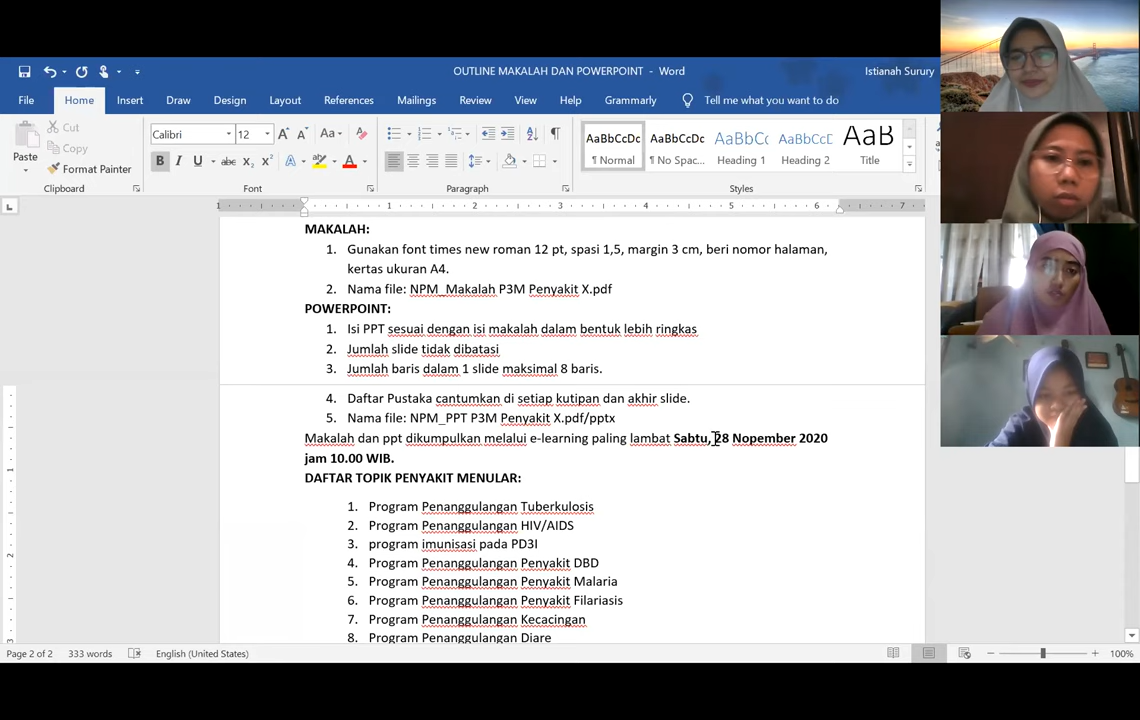 OUTLINE MAKALAH DAN POWERPOINT - Word
Istianah Surury
File Home Insert Draw Design Layout References Mailings Review View Help Grammarly Tell me what you want to do
Paste
Cut
Copy
Format Painter
Calibri 12
AaBbCcDc AaBbCcDc AaBbCc AaBbCcD AaB
¶ Normal ¶ No Spac... Heading 1 Heading 2 Title
Clipboard Font Paragraph Styles
1 1 2 3 4 5 6 7
MAKALAH:
1. Gunakan font times new roman 12 pt, spasi 1,5, margin 3 cm, beri nomor halaman,
kertas ukuran A4.
2. Nama file: NPM_Makalah P3M Penyakit X.pdf
POWERPOINT:
1. Isi PPT sesuai dengan isi makalah dalam bentuk lebih ringkas
2. Jumlah slide tidak dibatasi
3. Jumlah baris dalam 1 slide maksimal 8 baris.
4. Daftar Pustaka cantumkan di setiap kutipan dan akhir slide.
5. Nama file: NPM_PPT P3M Penyakit X.pdf/pptx
Makalah dan ppt dikumpulkan melalui e-learning paling lambat Sabtu, 28 Nopember 2020
jam 10.00 WIB.
DAFTAR TOPIK PENYAKIT MENULAR:
1. Program Penanggulangan Tuberkulosis
2. Program Penanggulangan HIV/AIDS
3. program imunisasi pada PD3I
4. Program Penanggulangan Penyakit DBD
5. Program Penanggulangan Penyakit Malaria
6. Program Penanggulangan Penyakit Filariasis
7. Program Penanggulangan Kecacingan
8. Program Penanggulangan Diare
Page 2 of 2 333 words English (United States) 100%